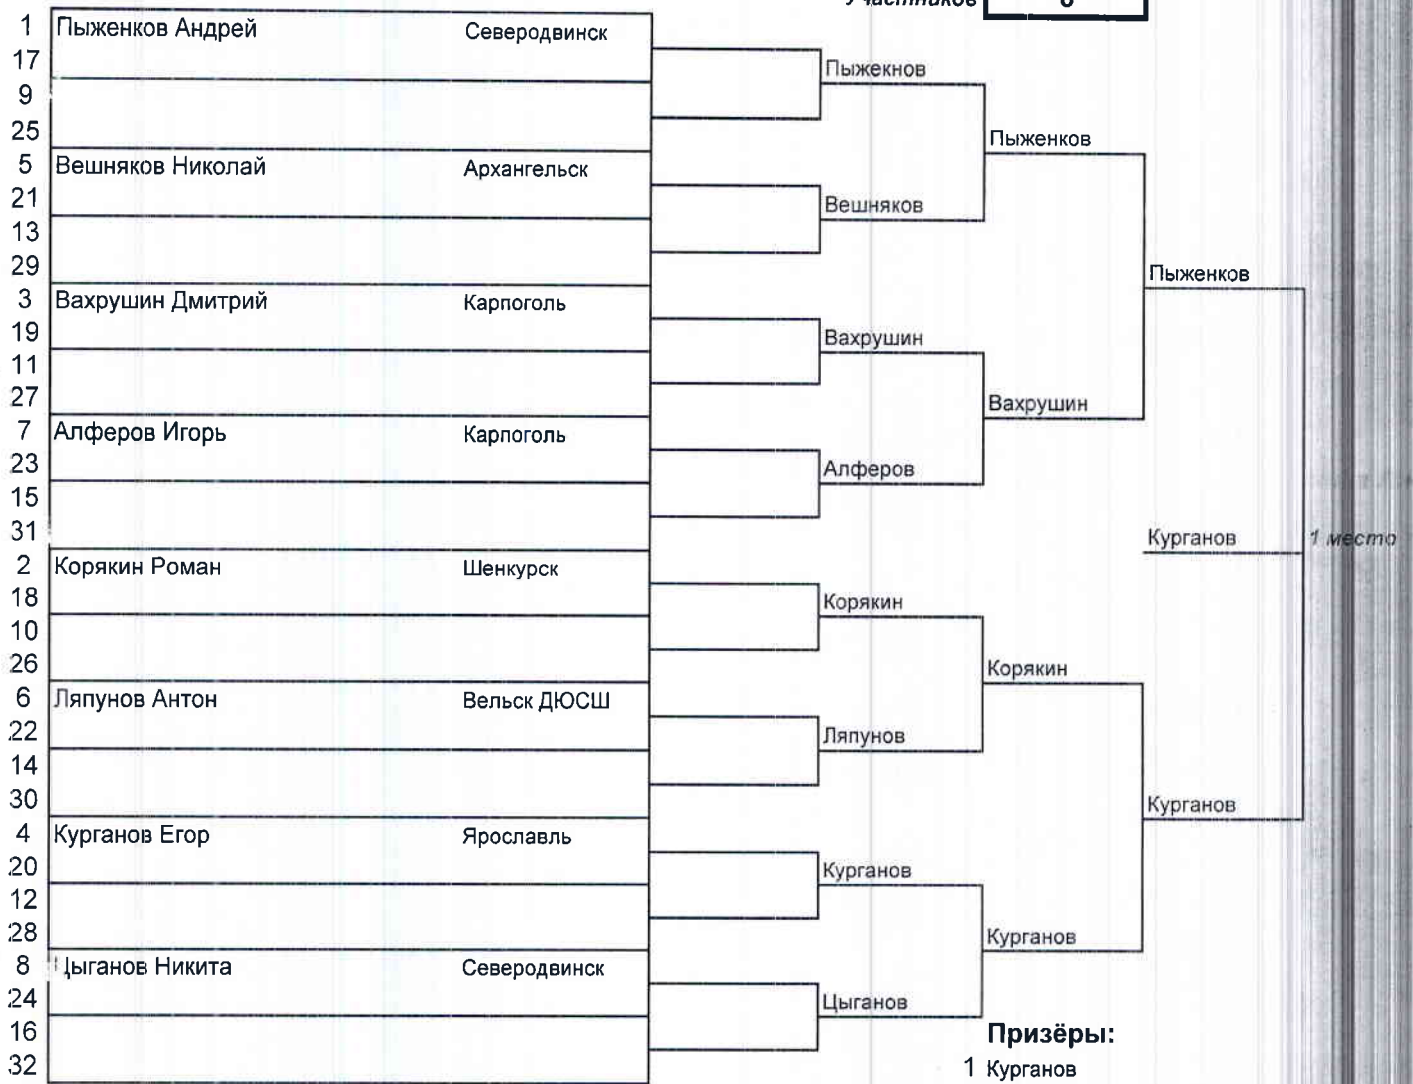 Участников 8
1 Пыженков Андрей Северодвинск
17
Пыжекнов
9
25
Пыженков
5 Вешняков Николай Архангельск
21
Вешняков
13
29
Пыженков
3 Вахрушин Дмитрий Карпоголь
19
Вахрушин
11
27
Вахрушин
7 Алферов Игорь Карпоголь
23
Алферов
15
31
Курганов 1 место
2 Корякин Роман Шенкурск
18
Корякин
10
26
Корякин
6 Ляпунов Антон Вельск ДЮСШ
22
Ляпунов
14
30
Курганов
4 Курганов Егор Ярославль
20
Курганов
12
28
Курганов
8 Цыганов Никита Северодвинск
24
Цыганов
16
Призёры:
32
1 Курганов